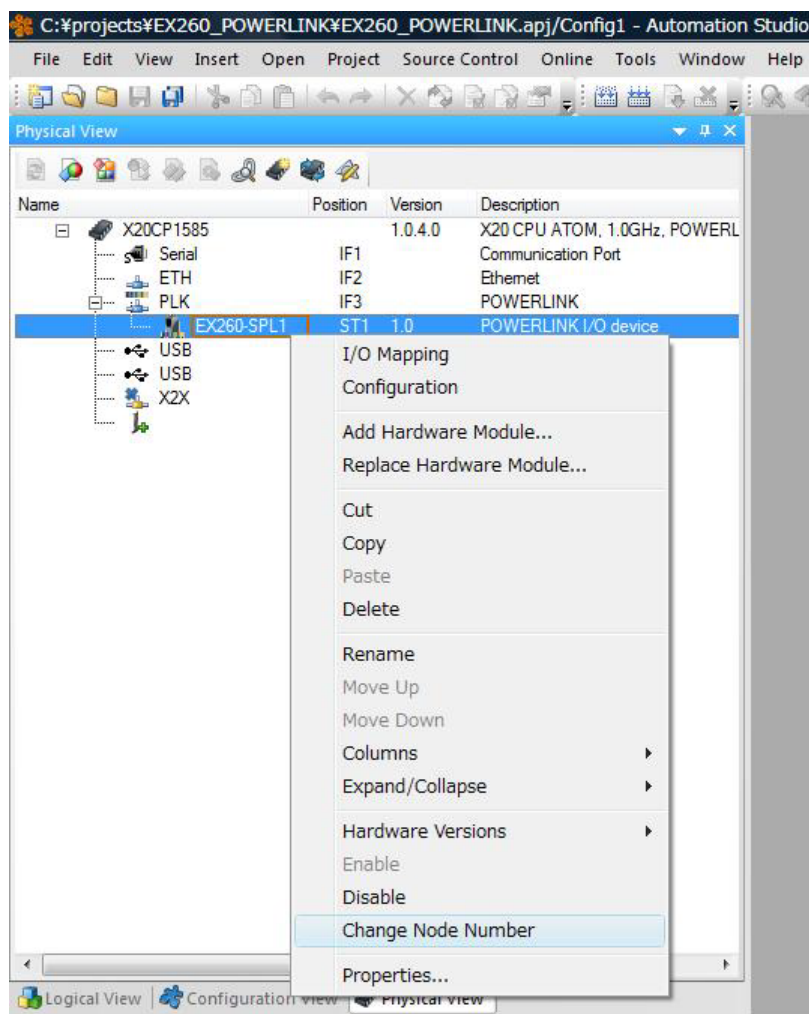 C:¥projects¥EX260_POWERLINK¥EX260_POWERLINK.apj/Config1 - Automation Studio
File Edit View Insert Open Project Source Control Online Tools Window Help
Physical View
Name Position Version Description
X20CP1585 1.0.4.0 X20 CPU ATOM, 1.0GHz, POWERL
Serial IF1 Communication Port
ETH IF2 Ethernet
PLK IF3 POWERLINK
EX260-SPL1 ST1 1.0 POWERLINK I/O device
USB
USB
X2X
I/O Mapping
Configuration
Add Hardware Module...
Replace Hardware Module...
Cut
Copy
Paste
Delete
Rename
Move Up
Move Down
Columns
Expand/Collapse
Hardware Versions
Enable
Disable
Change Node Number
Properties...
Logical View Configuration View Physical View